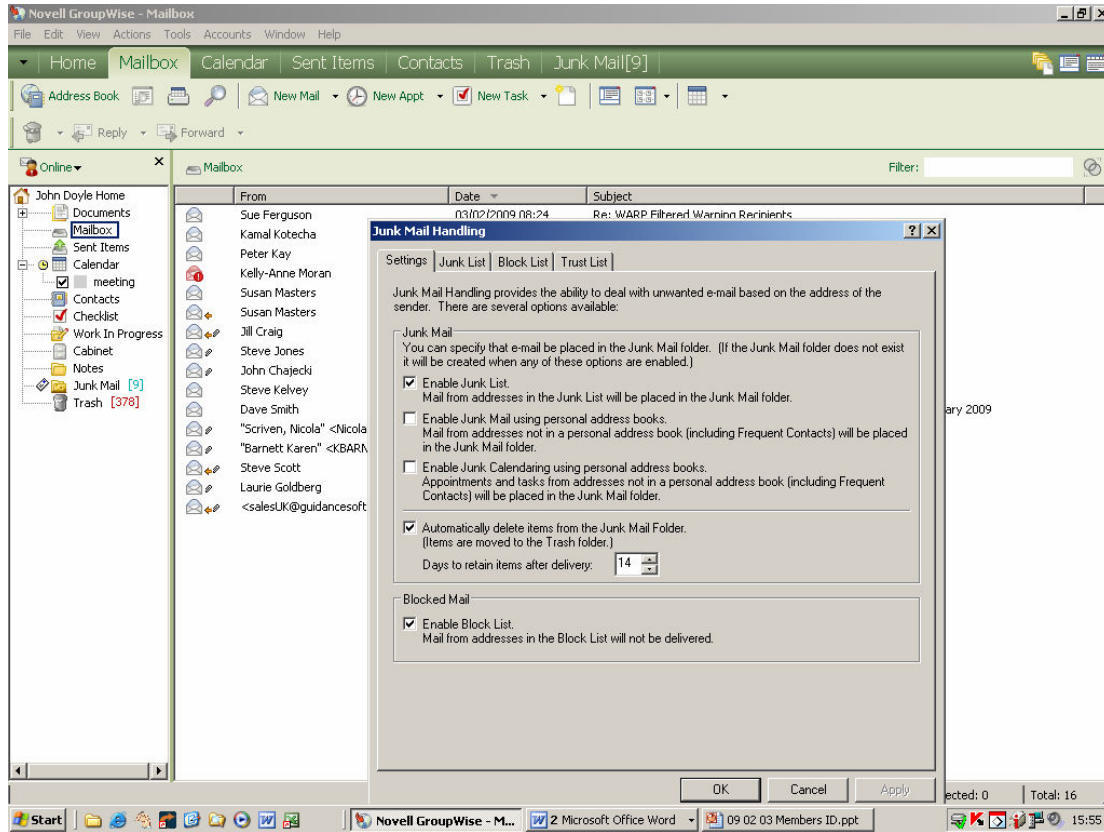 Novell GroupWise - Mailbox
File Edit View Actions Tools Accounts Window Help
Home Mailbox Calendar Sent Items Contacts Trash Junk Mail[9]
Address Book New Mail New Appt New Task
Reply Forward
Online Mailbox Filter:
John Doyle Home
Documents
Mailbox
Sent Items
Calendar
meeting
Contacts
Checklist
Work In Progress
Cabinet
Notes
Junk Mail [9]
Trash [378]
From Date Subject
Sue Ferguson 03/02/2009 08:24 Re: WARP Filtered Warning Recipients
Kamal Kotecha
Peter Kay
Kelly-Anne Moran
Susan Masters
Susan Masters
Jill Craig
Steve Jones
John Chajecki
Steve Kelvey
Dave Smith ary 2009
"Scriven, Nicola" <Nicola
"Barnett Karen" <KBARN
Steve Scott
Laurie Goldberg
<salesUK@guidancesoft
Junk Mail Handling
Settings Junk List Block List Trust List
Junk Mail Handling provides the ability to deal with unwanted e-mail based on the address of the
sender. There are several options available:
Junk Mail
You can specify that e-mail be placed in the Junk Mail folder. (If the Junk Mail folder does not exist
it will be created when any of these options are enabled.)
Enable Junk List.
Mail from addresses in the Junk List will be placed in the Junk Mail folder.
Enable Junk Mail using personal address books.
Mail from addresses not in a personal address book (including Frequent Contacts) will be placed
in the Junk Mail folder.
Enable Junk Calendaring using personal address books.
Appointments and tasks from addresses not in a personal address book (including Frequent
Contacts) will be placed in the Junk Mail folder.
Automatically delete items from the Junk Mail Folder.
(Items are moved to the Trash folder.)
Days to retain items after delivery: 14
Blocked Mail
Enable Block List.
Mail from addresses in the Block List will not be delivered.
OK Cancel Apply
ected: 0 Total: 16
Start Novell GroupWise - M... 2 Microsoft Office Word 09 02 03 Members ID.ppt 15:55